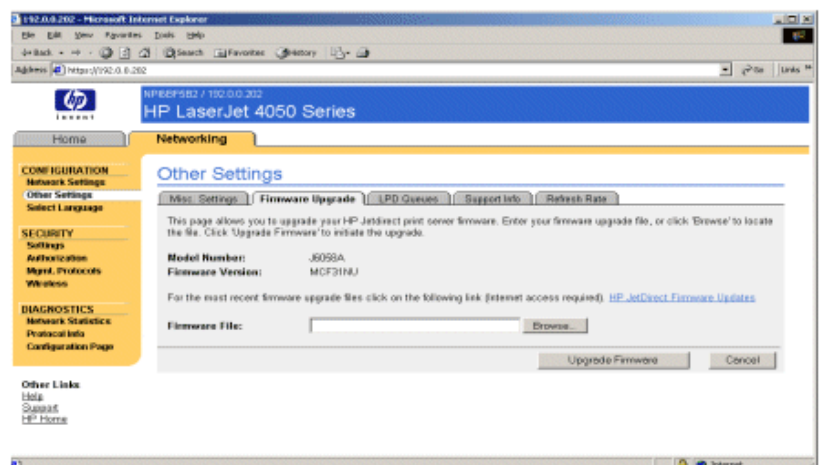 192.0.0.202 - Microsoft Internet Explorer
File Edit View Favorites Tools Help
Back Search Favorites History
Address https://192.0.0.202 Go Links
hp
invent
192.0.0.202
HP LaserJet 4050 Series
Home Networking
CONFIGURATION
Network Settings
Other Settings
Select Language
SECURITY
Settings
Authorization
Mgmt. Protocols
Wireless
DIAGNOSTICS
Network Statistics
Protocol Info
Configuration Page
Other Links
Help
Support
HP Home
Other Settings
Misc. Settings Firmware Upgrade LPD Queues Support Info Refresh Rate
This page allows you to upgrade your HP Jetdirect print server firmware. Enter your firmware upgrade file, or click 'Browse' to locate
the file. Click 'Upgrade Firmware' to initiate the upgrade.
Model Number: J6058A
Firmware Version:
For the most recent firmware upgrade files click on the following link (Internet access required). HP JetDirect Firmware Updates
Firmware File: Browse...
Upgrade Firmware Cancel
Internet